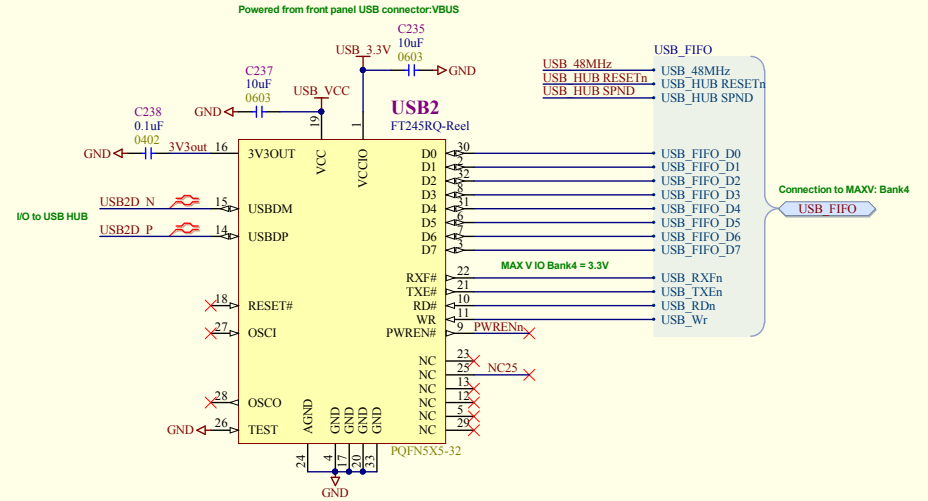 Powered from front panel USB connector:VBUS
C235
10uF
0603
USB_3.3V
GND
C237
10uF
0603
USB_VCC
GND
C238
0.1uF
0402
GND
3V3out
USB2
FT245RQ-Reel
19
1
16 3V3OUT
VCC
VCCIO
USB2D_N 15 USBDM
I/O to USB HUB
USB2D_P 14 USBDP
18 RESET#
27 OSCI
28 OSCO
GND 26 TEST
AGND
GND
GND
GND
GND
24
4
17
20
33
GND
PQFN5X5-32
D0 30 USB_FIFO_D0
D1 2 USB_FIFO_D1
D2 32 USB_FIFO_D2
D3 8 USB_FIFO_D3
D4 31 USB_FIFO_D4
D5 6 USB_FIFO_D5
D6 7 USB_FIFO_D6
D7 3 USB_FIFO_D7
MAX V IO Bank4 = 3.3V
RXF# 22 USB_RXFn
TXE# 21 USB_TXEn
RD# 10 USB_RDn
WR 11 USB_Wr
PWREN# 9 PWRENn
NC 23
NC 25 NC25
NC 13
NC 12
NC 5
NC 29
USB_FIFO
USB_48MHz USB_48MHz
USB_HUB RESETn USB_HUB RESETn
USB_HUB SPND USB_HUB SPND
Connection to MAXV: Bank4
USB_FIFO